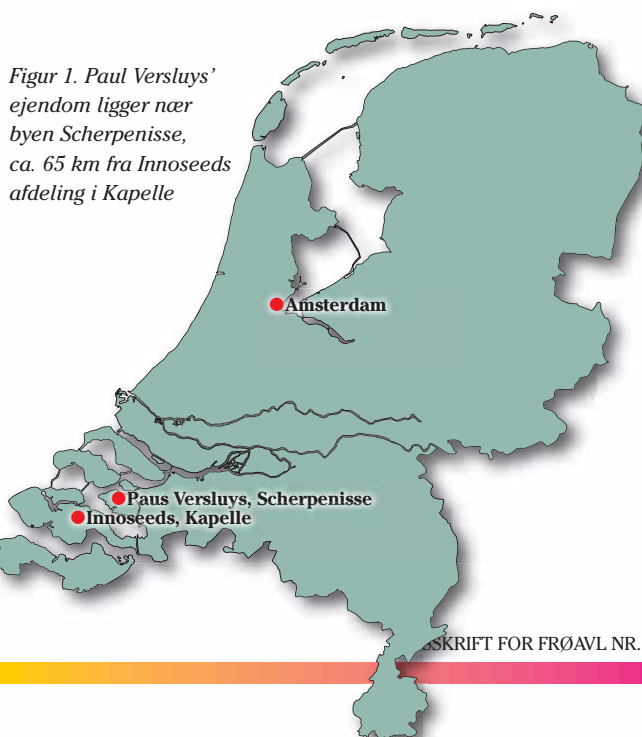 Figur 1. Paul Versluys’
ejendom ligger nær
byen Scherpenisse,
ca. 65 km fra Innoseeds
afdeling i Kapelle
Amsterdam
Paus Versluys, Scherpenisse
Innoseeds, Kapelle
SSKRIFT FOR FRØAVL NR.